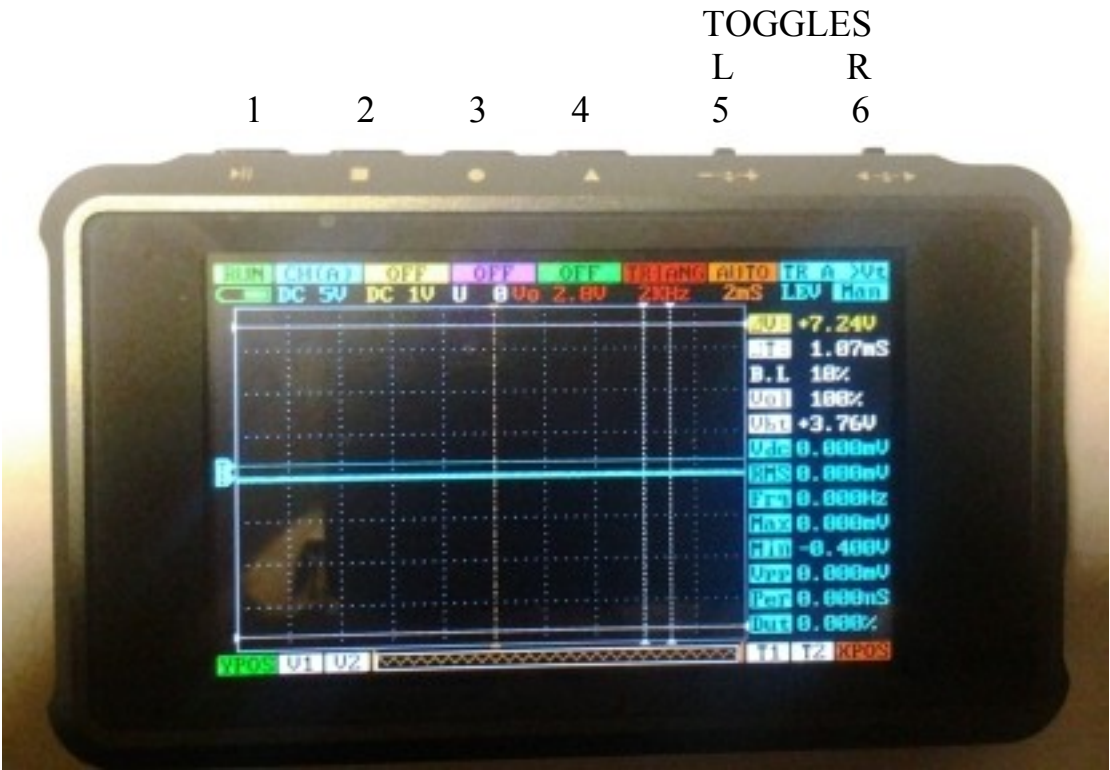 TOGGLES
L R
1 2 3 4 5 6
RUN CH(A) OFF OFF OFF TRIANG AUTO TR A >Vt
DC 5V DC 1V U 0 Vo 2.8V 2KHz 2mS LEV Man
△V: +7.24V
△T: 1.07mS
B.L 10%
Vol 100%
Vbt +3.76V
Vdc 0.000mV
RMS 0.000mV
Frq 0.000Hz
Max 0.000mV
Min -0.400V
Vpp 0.000mV
Per 0.000mS
Dut 0.000%
YPOS V1 V2 T1 T2 XPOS